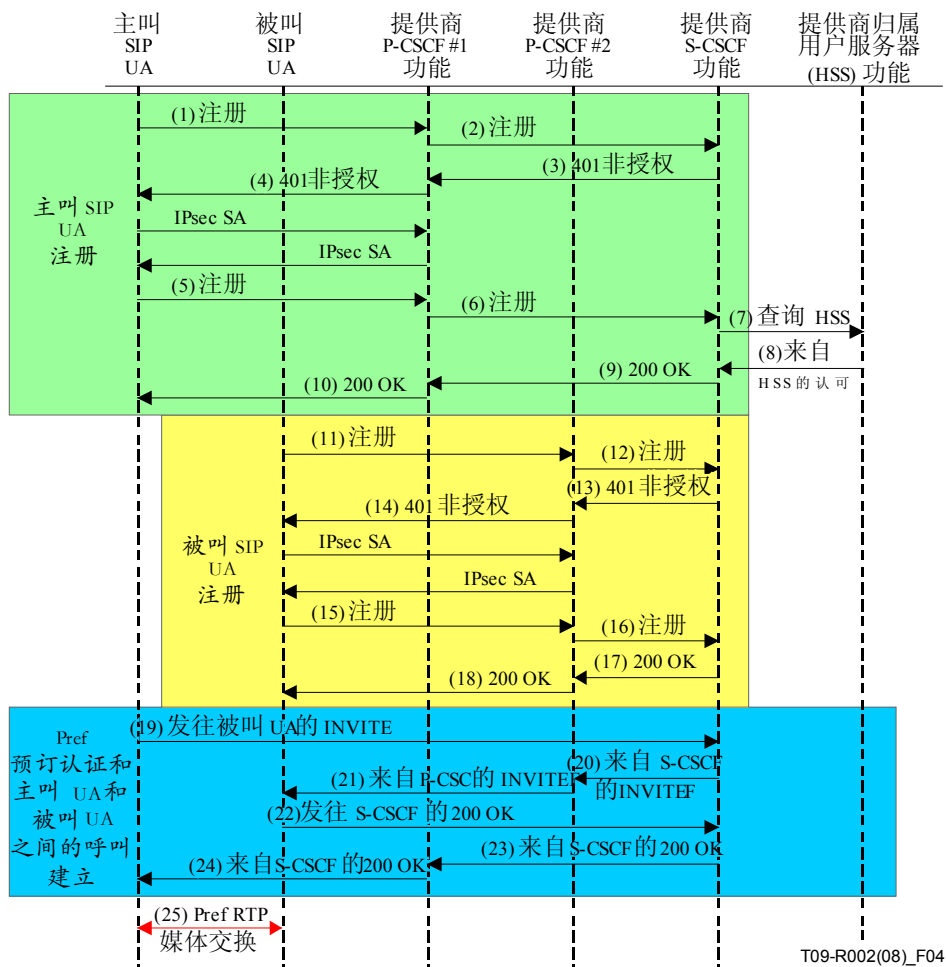 主叫
SIP
UA
被叫
SIP
UA
提供商
P-CSCF #1
功能
提供商
P-CSCF #2
功能
提供商
S-CSCF
功能
提供商归属
用户服务器
(HSS) 功能
(1)注册
(2)注册
(3) 401非授权
(4) 401非授权
主叫 SIP
UA
注册
IPsec SA
IPsec SA
(5)注册
(6)注册
(7)查询 HSS
(8)来自
HSS的认可
(9) 200 OK
(10) 200 OK
(11)注册
(12)注册
(13) 401非授权
(14) 401非授权
被叫 SIP
UA
注册
IPsec SA
IPsec SA
(15)注册
(16)注册
(17) 200 OK
(18) 200 OK
Pref
预订认证和
主叫 UA和
被叫 UA
之间的呼叫
建立
(19)发往被叫 UA的 INVITE
(20)来自 S-CSCF
的INVITEF
(21)来自 P-CSC的 INVITEF
(22)发往 S-CSCF 的 200 OK
(23)来自S-CSCF的200 OK
(24)来自S-CSCF 的200 OK
(25) Pref RTP
媒体交换
T09-R002(08)_F04